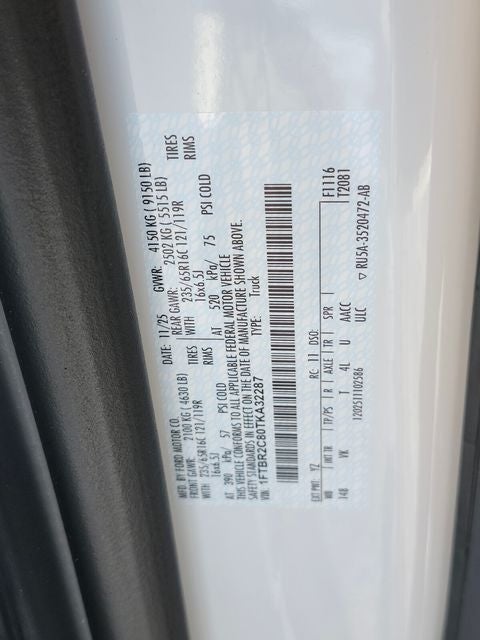 MFD. BY FORD MOTOR CO.
DATE: 11/25 GVWR: 4150 KG ( 9150 LB)
FRONT GAWR: 2100 KG ( 4630 LB) REAR GAWR: 2502 KG ( 5515 LB)
WITH 235/65R16C 121/119R TIRES WITH 235/65R16C 121/119R TIRES
16x6.5J RIMS 16x6.5J RIMS
AT 390 kPa/ 57 PSI COLD AT 520 kPa/ 75 PSI COLD
THIS VEHICLE CONFORMS TO ALL APPLICABLE FEDERAL MOTOR VEHICLE
SAFETY STANDARDS IN EFFECT ON THE DATE OF MANUFACTURE SHOWN ABOVE.
VIN: 1FTBR2C80TKA32287 TYPE: Truck
EXT PNT: YZ RC: 11 DSO: F1116
WB INT TR TP/PS R AXLE TR SPR T2081
148 VK T 4L U AACC
1202511102586 ULC ▽ RU5A-3520472-AB